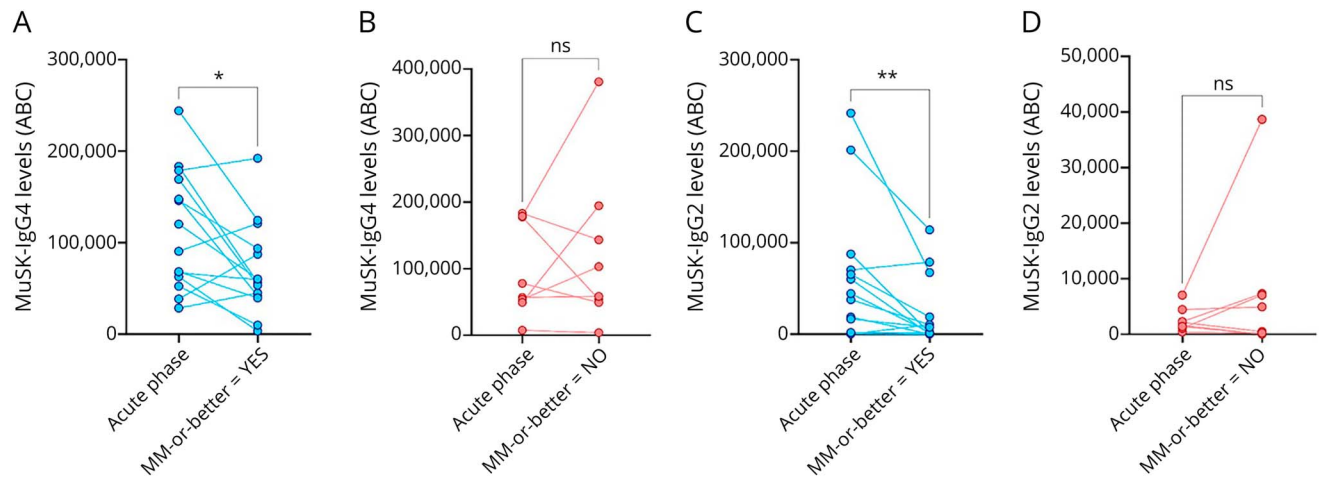 A
MuSK-IgG4 levels (ABC)
300,000
200,000
100,000
0
*
Acute phase
MM-or-better = YES
B
MuSK-IgG4 levels (ABC)
400,000
300,000
200,000
100,000
0
ns
Acute phase
MM-or-better = NO
C
MuSK-IgG2 levels (ABC)
300,000
200,000
100,000
0
**
Acute phase
MM-or-better = YES
D
MuSK-IgG2 levels (ABC)
50,000
40,000
30,000
20,000
10,000
0
ns
Acute phase
MM-or-better = NO